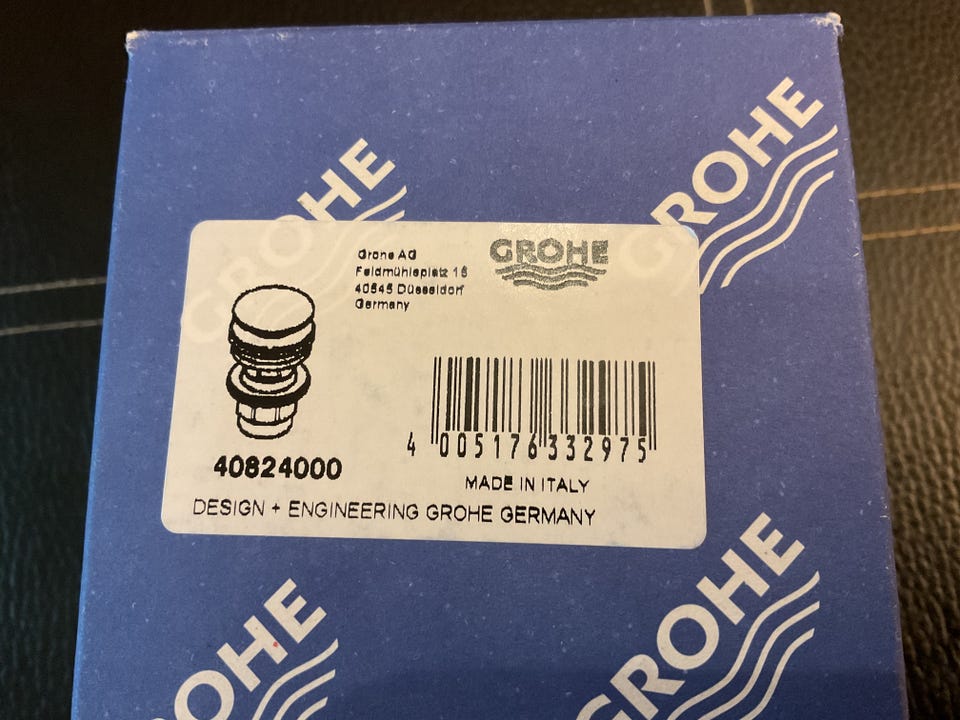 GROHE
GROHE
Grohe AG
Feldmühleplatz 15
40545 Düsseldorf
Germany
GROHE
4 005176 332975
40824000
MADE IN ITALY
DESIGN + ENGINEERING GROHE GERMANY
GROHE
GROHE